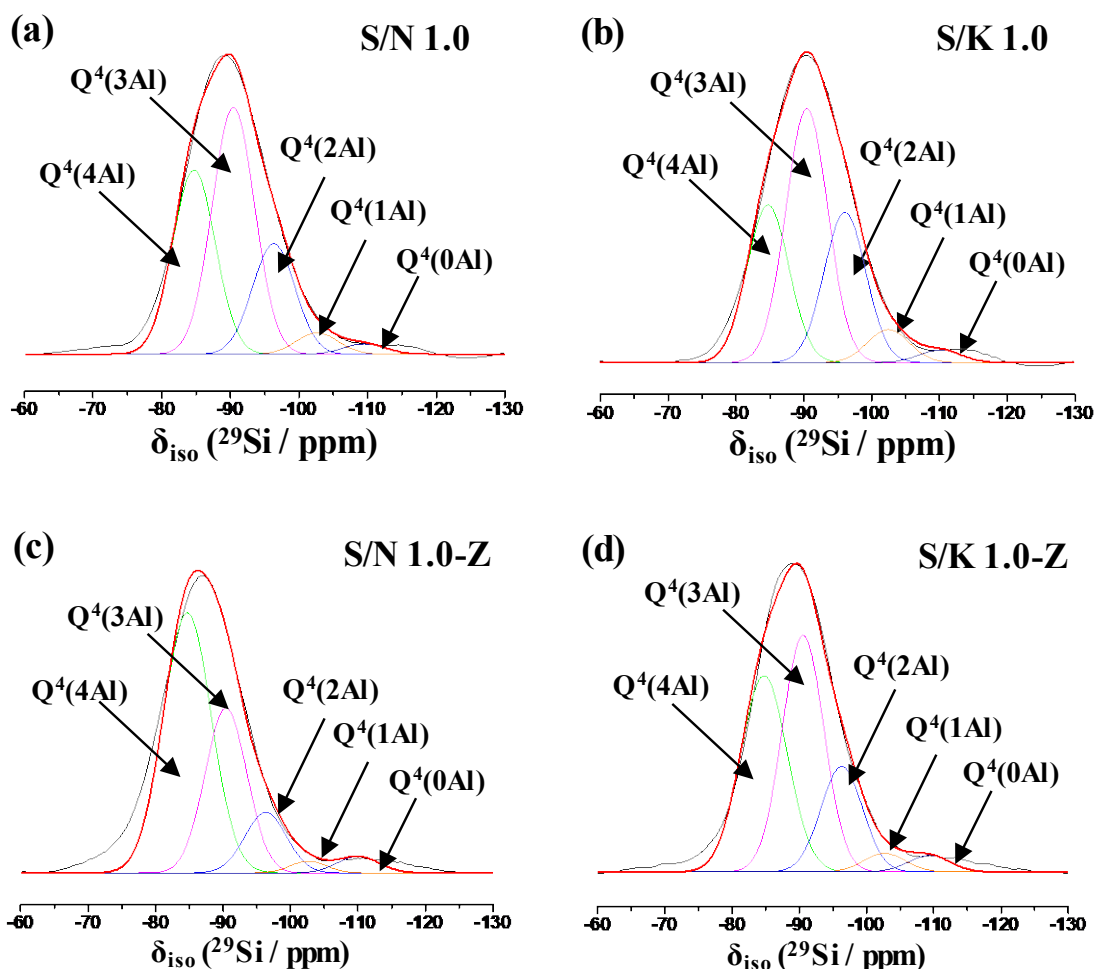 (a)
S/N 1.0
Q⁴(3Al)
Q⁴(2Al)
Q⁴(4Al)
Q⁴(1Al)
Q⁴(0Al)
-60 -70 -80 -90 -100 -110 -120 -130
δiso (²⁹Si / ppm)
(b)
S/K 1.0
Q⁴(3Al)
Q⁴(2Al)
Q⁴(4Al)
Q⁴(1Al)
Q⁴(0Al)
-60 -70 -80 -90 -100 -110 -120 -130
δiso (²⁹Si / ppm)
(c)
S/N 1.0-Z
Q⁴(3Al)
Q⁴(4Al)
Q⁴(2Al)
Q⁴(1Al)
Q⁴(0Al)
-60 -70 -80 -90 -100 -110 -120 -130
δiso (²⁹Si / ppm)
(d)
S/K 1.0-Z
Q⁴(3Al)
Q⁴(4Al)
Q⁴(2Al)
Q⁴(1Al)
Q⁴(0Al)
-60 -70 -80 -90 -100 -110 -120 -130
δiso (²⁹Si / ppm)